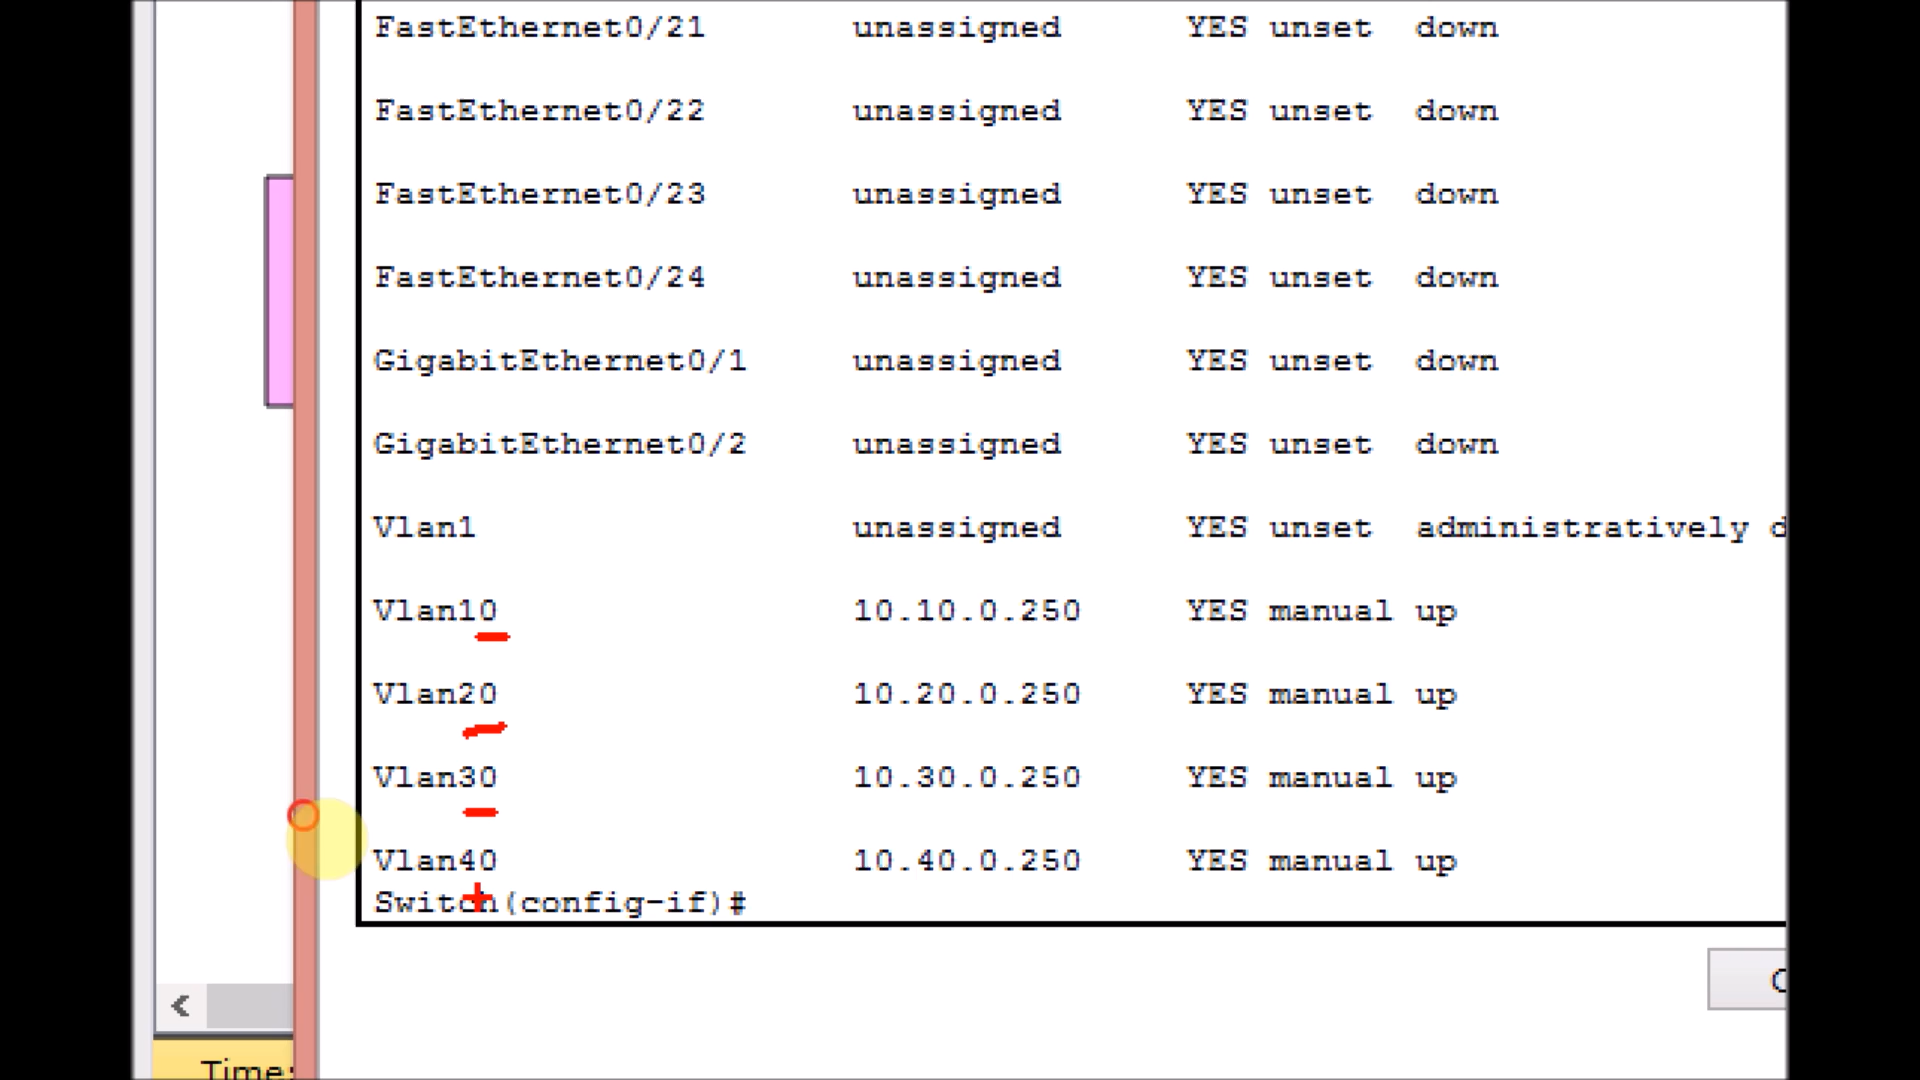 FastEthernet0/21 unassigned YES unset down
FastEthernet0/22 unassigned YES unset down
FastEthernet0/23 unassigned YES unset down
FastEthernet0/24 unassigned YES unset down
GigabitEthernet0/1 unassigned YES unset down
GigabitEthernet0/2 unassigned YES unset down
Vlan1 unassigned YES unset administratively d
Vlan10 10.10.0.250 YES manual up
Vlan20 10.20.0.250 YES manual up
Vlan30 10.30.0.250 YES manual up
Vlan40 10.40.0.250 YES manual up
Switch(config-if)#
Time: